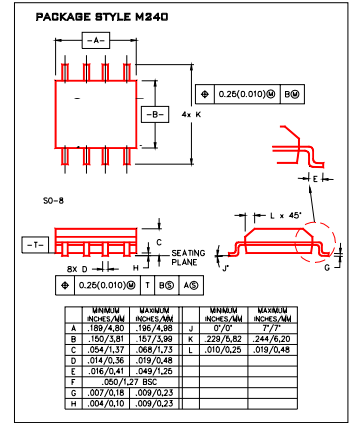 PACKAGE STYLE M240
-A-
⌖ 0.25(0.010)Ⓜ BⓂ
-B-
4x K
E
SO-8
L x 45°
-T-
C
SEATING
PLANE
8X D
H
J°
G
⌖ 0.25(0.010)Ⓜ T BⓈ AⓈ
MINIMUM INCHES/MM MAXIMUM INCHES/MM MINIMUM INCHES/MM MAXIMUM INCHES/MM
A .189/4,80 .196/4,98 J 0°/0° 7°/7°
B .150/3,81 .157/3,99 K .229/5,82 .244/6,20
C .054/1,37 .068/1,73 L .010/0,25 .019/0,48
D .014/0,36 .019/0,48
E .016/0,41 .049/1,25
F .050/1,27 BSC
G .007/0,18 .009/0,23
H .004/0,10 .009/0,23